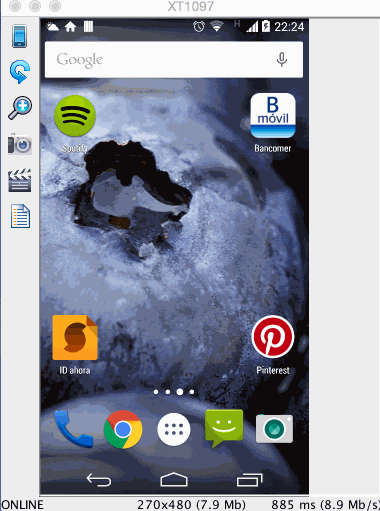 XT1097
H
22:24
Google
B
móvil
Spotify
Bancomer
ID ahora
Pinterest
ONLINE
270x480 (7.9 Mb)
885 ms (8.9 Mb/s)